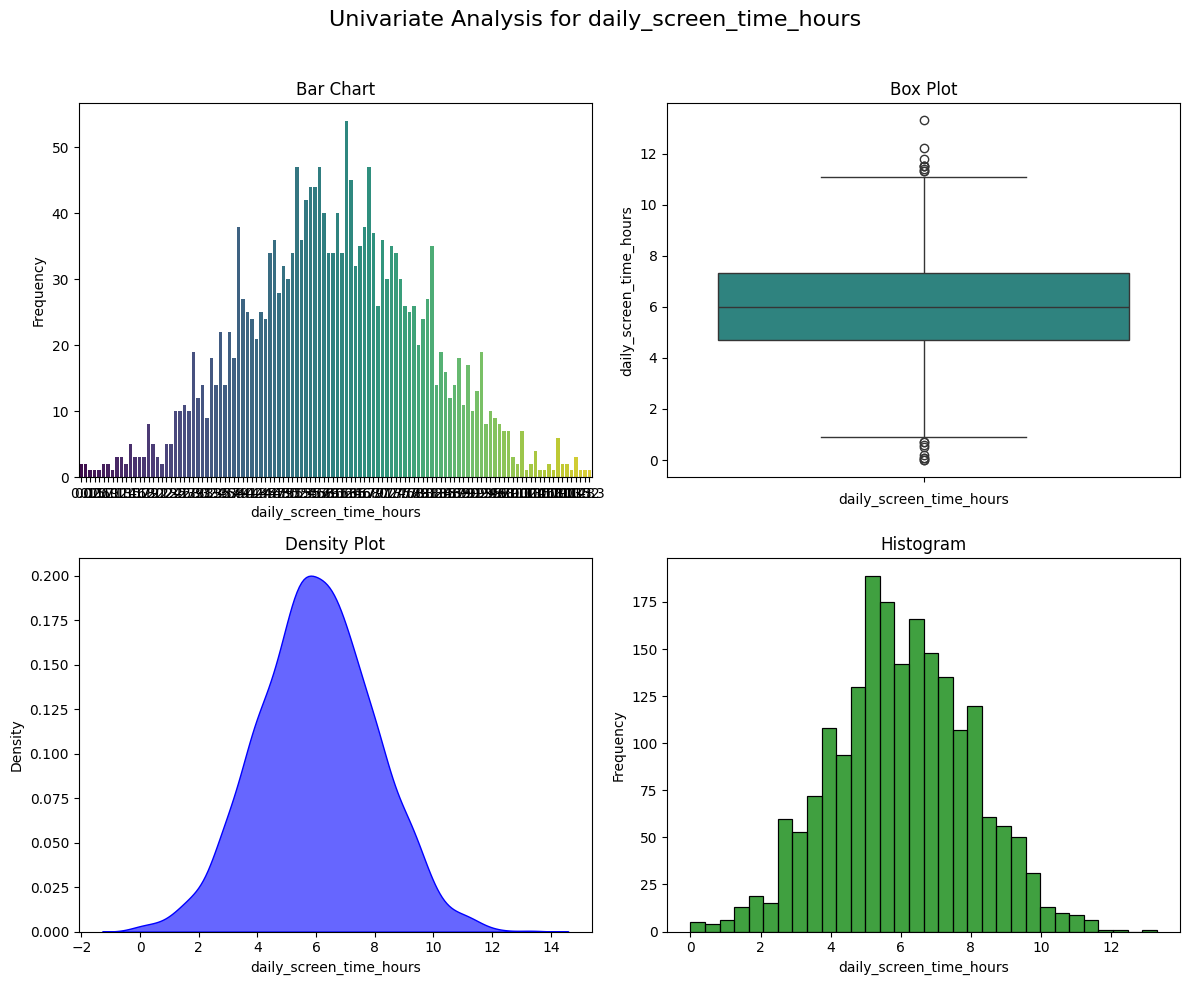 Univariate Analysis for daily_screen_time_hours
Bar Chart
Frequency
50
40
30
20
10
0
daily_screen_time_hours
Box Plot
daily_screen_time_hours
12
10
8
6
4
2
0
daily_screen_time_hours
Density Plot
Density
0.200
0.175
0.150
0.125
0.100
0.075
0.050
0.025
0.000
−2 0 2 4 6 8 10 12 14
daily_screen_time_hours
Histogram
Frequency
175
150
125
100
75
50
25
0
0 2 4 6 8 10 12
daily_screen_time_hours